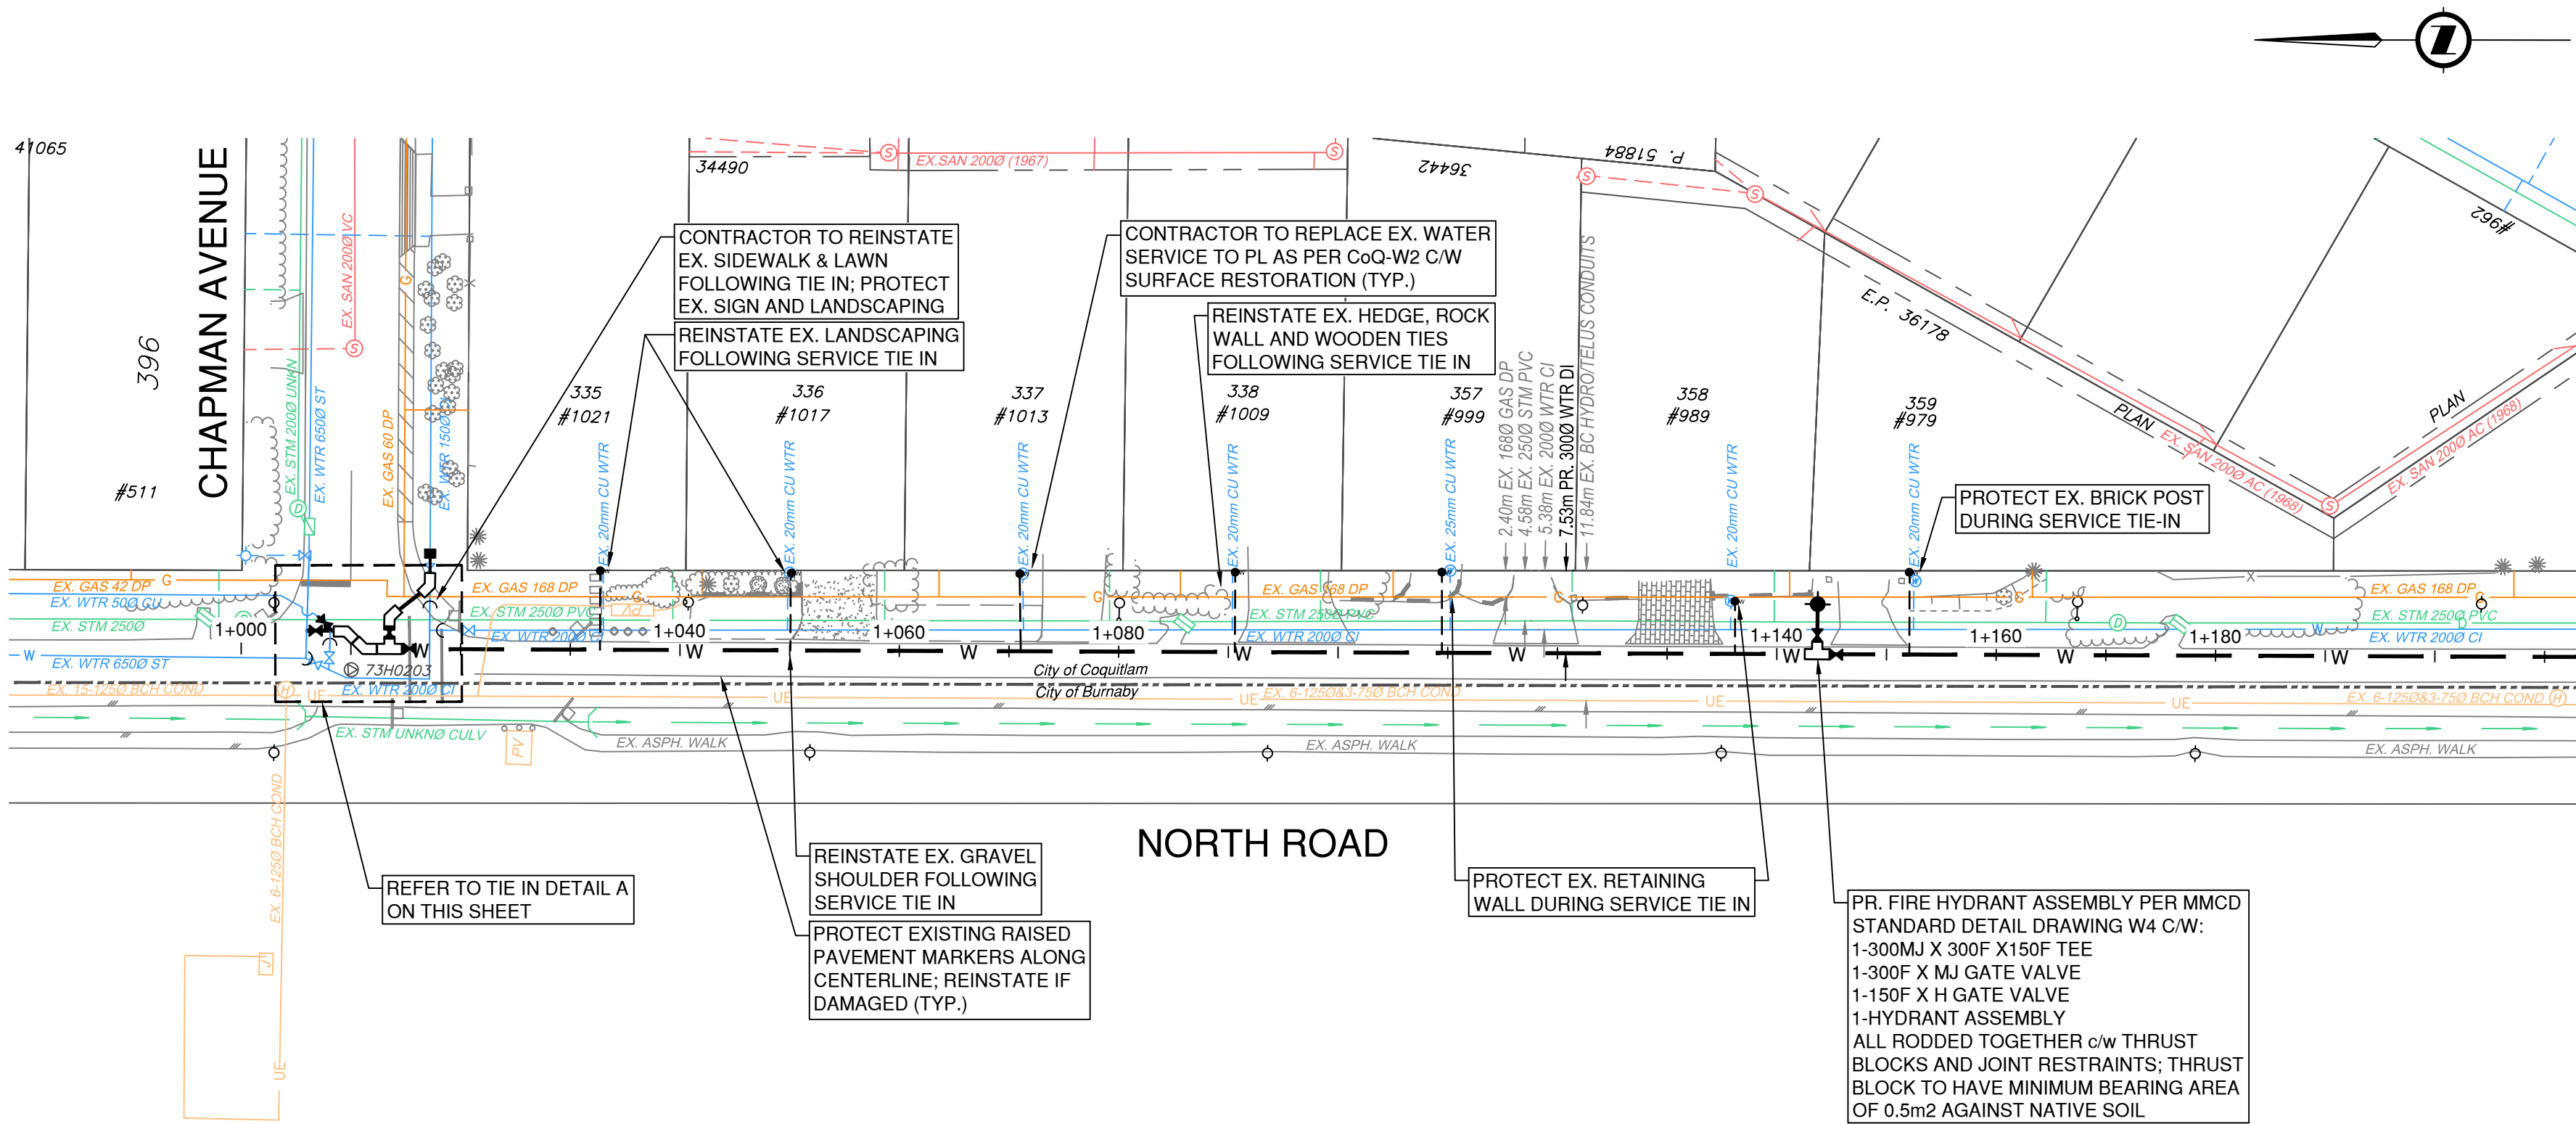 41065
CHAPMAN AVENUE
396
#511
EX. STM 200Ø UNKN
EX. WTR 650Ø ST
EX. SAN 200Ø VC
EX. GAS 60 DP
34490
EX.SAN 200Ø (1967)
S
S
S
36442
P. 51884
S
S
#962
E.P. 36178
PLAN
EX. SAN 200Ø AC (1968)
PLAN
EX. SAN 200Ø AC (1968)
S
CONTRACTOR TO REINSTATE
EX. SIDEWALK & LAWN
FOLLOWING TIE IN; PROTECT
EX. SIGN AND LANDSCAPING
REINSTATE EX. LANDSCAPING
FOLLOWING SERVICE TIE IN
CONTRACTOR TO REPLACE EX. WATER
SERVICE TO PL AS PER CoQ-W2 C/W
SURFACE RESTORATION (TYP.)
REINSTATE EX. HEDGE, ROCK
WALL AND WOODEN TIES
FOLLOWING SERVICE TIE IN
PROTECT EX. BRICK POST
DURING SERVICE TIE-IN
335
#1021
336
#1017
337
#1013
338
#1009
357
#999
358
#989
359
#979
EX. 20mm CU WTR
EX. 20mm CU WTR
EX. 20mm CU WTR
EX. 20mm CU WTR
EX. 25mm CU WTR
EX. 20mm CU WTR
EX. 20mm CU WTR
2.40m EX. 168Ø GAS DP
4.58m EX. 250Ø STM PVC
5.38m EX. 200Ø WTR CI
7.53m PR. 300Ø WTR DI
11.84m EX. BC HYDRO/TELUS CONDUITS
EX. GAS 42 DP
G
EX. WTR 50Ø CU
EX. STM 250Ø
W
EX. WTR 650Ø ST
EX. 15-125Ø BCH COND
H
UE
73H0203
EX. WTR 200Ø CI
EX. GAS 168 DP
EX. STM 250Ø PVC
EX. WTR 200Ø CI
PV
EX. GAS 168 DP
EX. STM 250Ø PVC
EX. WTR 200Ø CI
EX. GAS 168 DP
EX. STM 250Ø PVC
EX. WTR 200Ø CI
1+000
1+040
1+060
1+080
1+140
1+160
1+180
W
W
W
W
W
W
W
W
City of Coquitlam
City of Burnaby
UE
UE
EX. 6-125Ø&3-75Ø BCH COND
UE
UE
EX. 6-125Ø&3-75Ø BCH COND
H
EX. STM UNKNØ CULV
PV
EX. ASPH. WALK
EX. ASPH. WALK
EX. ASPH. WALK
EX. 6-125Ø BCH COND
UE
J
NORTH ROAD
REFER TO TIE IN DETAIL A
ON THIS SHEET
REINSTATE EX. GRAVEL
SHOULDER FOLLOWING
SERVICE TIE IN
PROTECT EXISTING RAISED
PAVEMENT MARKERS ALONG
CENTERLINE; REINSTATE IF
DAMAGED (TYP.)
PROTECT EX. RETAINING
WALL DURING SERVICE TIE IN
PR. FIRE HYDRANT ASSEMBLY PER MMCD
STANDARD DETAIL DRAWING W4 C/W:
1-300MJ X 300F X150F TEE
1-300F X MJ GATE VALVE
1-150F X H GATE VALVE
1-HYDRANT ASSEMBLY
ALL RODDED TOGETHER c/w THRUST
BLOCKS AND JOINT RESTRAINTS; THRUST
BLOCK TO HAVE MINIMUM BEARING AREA
OF 0.5m2 AGAINST NATIVE SOIL